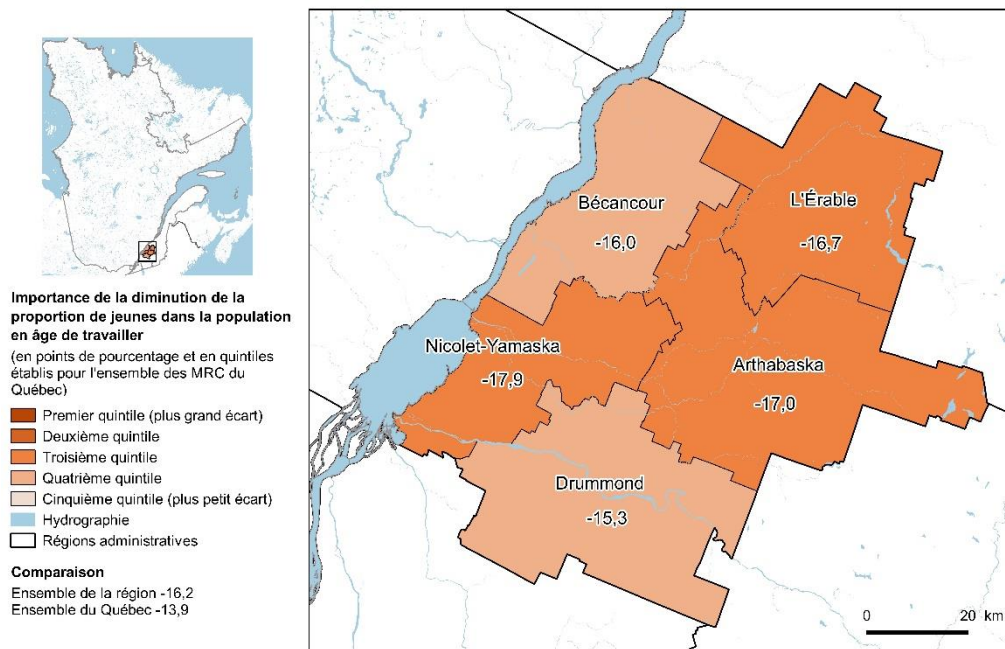 Importance de la diminution de la
proportion de jeunes dans la population
en âge de travailler
(en points de pourcentage et en quintiles
établis pour l'ensemble des MRC du
Québec)
Premier quintile (plus grand écart)
Deuxième quintile
Troisième quintile
Quatrième quintile
Cinquième quintile (plus petit écart)
Hydrographie
Régions administratives
Comparaison
Ensemble de la région -16,2
Ensemble du Québec -13,9
Bécancour
-16,0
L'Érable
-16,7
Nicolet-Yamaska
-17,9
Arthabaska
-17,0
Drummond
-15,3
0 20 km